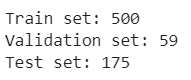 Train set: 500
Validation set: 59
Test set: 175